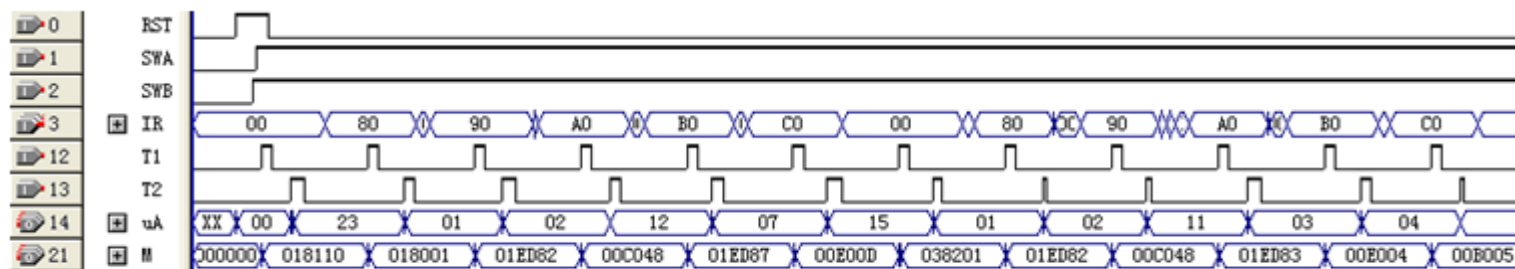 0 RST
1 SWA
2 SWB
3 + IR 00 80 90 A0 B0 C0 00 80 90 A0 B0 C0
12 T1
13 T2
14 + uA XX 00 23 01 02 12 07 15 01 02 11 03 04
21 + M 000000 018110 018001 01ED82 00C048 01ED87 00E00D 038201 01ED82 00C048 01ED83 00E004 00B005